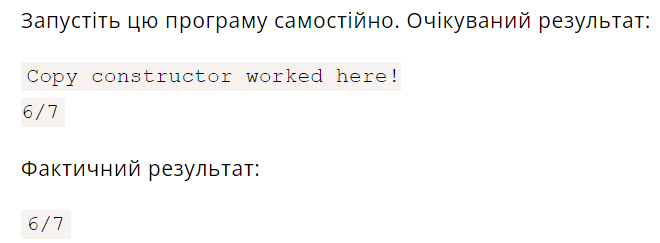 Запустіть цю програму самостійно. Очікуваний результат:
Copy constructor worked here!
6/7
Фактичний результат:
6/7